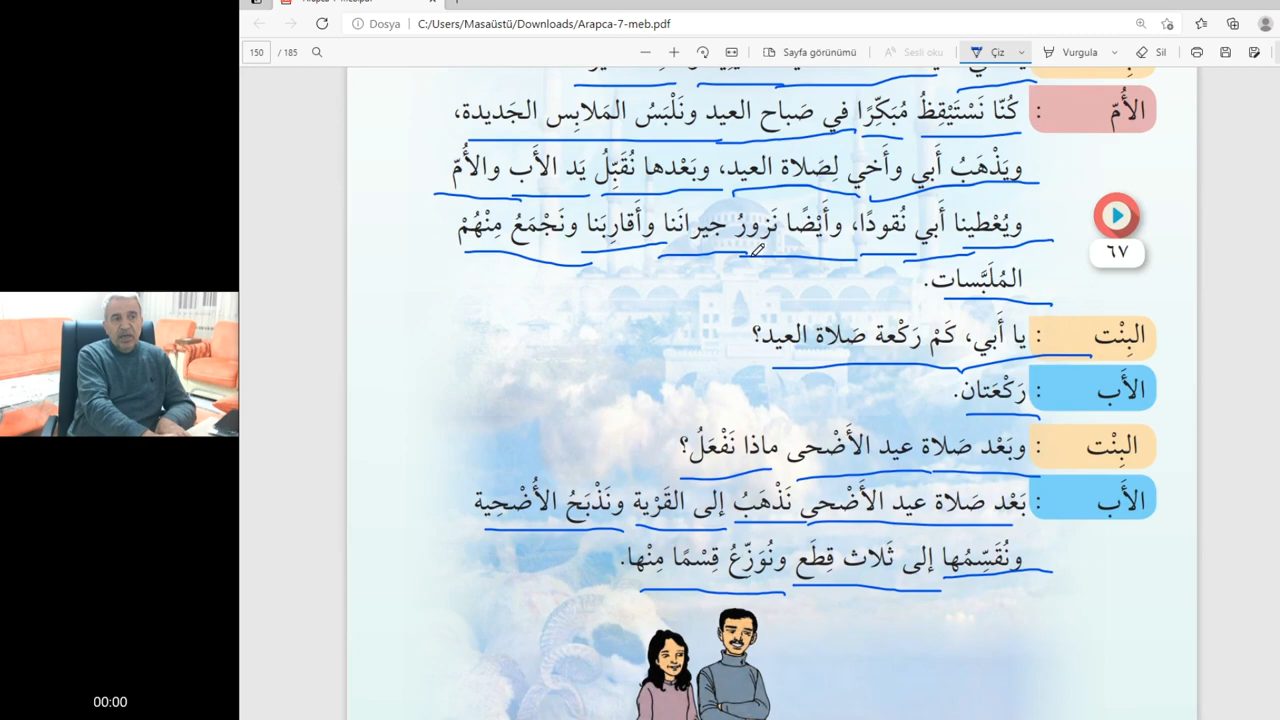 Arapca-7-meb.pdf
Dosya
C:/Users/Masaüstü/Downloads/Arapca-7-meb.pdf
150 / 185
Sayfa görünümü
Sesli oku
Çiz
Vurgula
Sil
الأُمّ : كُنّا نَسْتَيْقِظُ مُبَكِّرًا في صَباح العيد ونَلْبَسُ المَلابِس الجَديدة،
ويَذْهَبُ أَبي وأَخي لِصَلاة العيد، وبَعْدها نُقَبِّلُ يَد الأَب والأُمّ
ويُعْطينا أَبي نُقودًا، وأَيْضًا نَزورُ جيرانَنا وأَقارِبَنا ونَجْمَعُ مِنْهُمْ
٦٧
المُلَبَّسات.
البِنْت : يا أَبي، كَمْ رَكْعة صَلاة العيد؟
الأَب : رَكْعَتان.
البِنْت : وبَعْد صَلاة عيد الأَضْحى ماذا نَفْعَلُ؟
الأَب : بَعْد صَلاة عيد الأَضْحى نَذْهَبُ إلى القَرْية ونَذْبَحُ الأُضْحِية
ونُقَسِّمُها إلى ثَلاث قِطَع ونُوَزِّعُ قِسْمًا مِنْها.
00:00